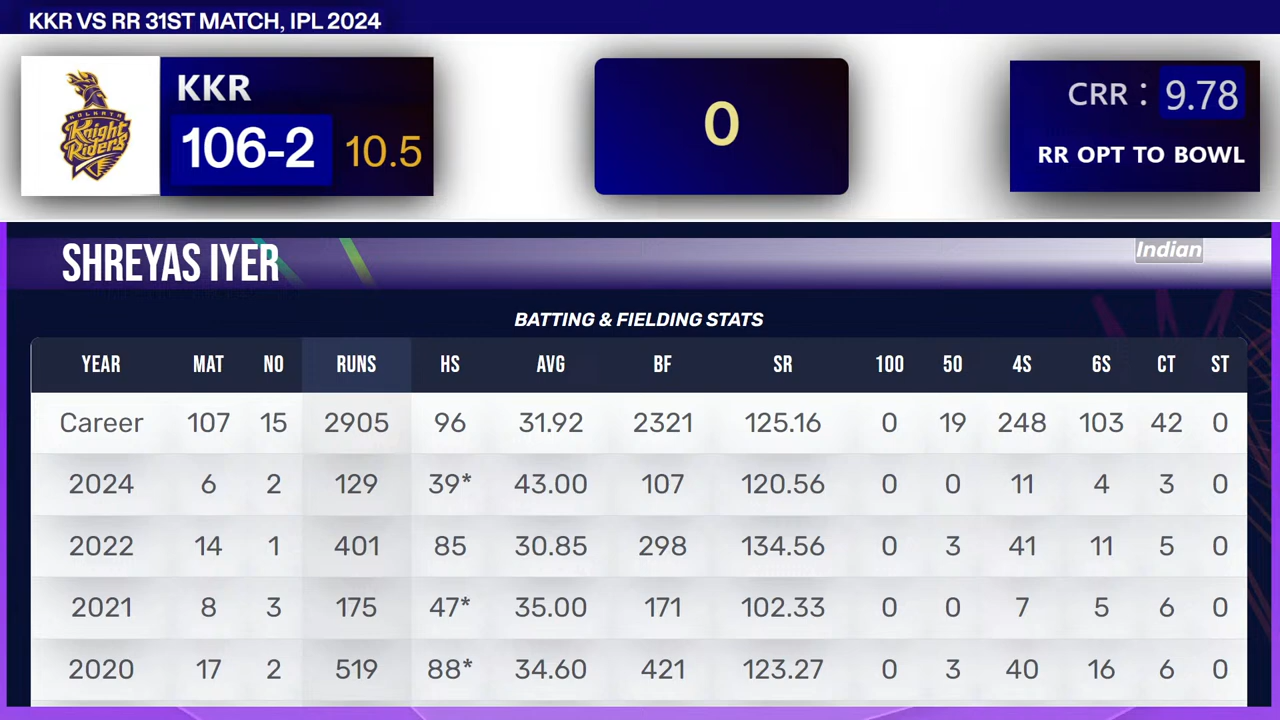 KKR VS RR 31ST MATCH, IPL 2024
KOLKATA
Knight
Riders
KKR
106-2 10.5
0
CRR : 9.78
RR OPT TO BOWL
SHREYAS IYER
Indian
BATTING & FIELDING STATS
YEAR MAT NO RUNS HS AVG BF SR 100 50 4S 6S CT ST
Career 107 15 2905 96 31.92 2321 125.16 0 19 248 103 42 0
2024 6 2 129 39* 43.00 107 120.56 0 0 11 4 3 0
2022 14 1 401 85 30.85 298 134.56 0 3 41 11 5 0
2021 8 3 175 47* 35.00 171 102.33 0 0 7 5 6 0
2020 17 2 519 88* 34.60 421 123.27 0 3 40 16 6 0